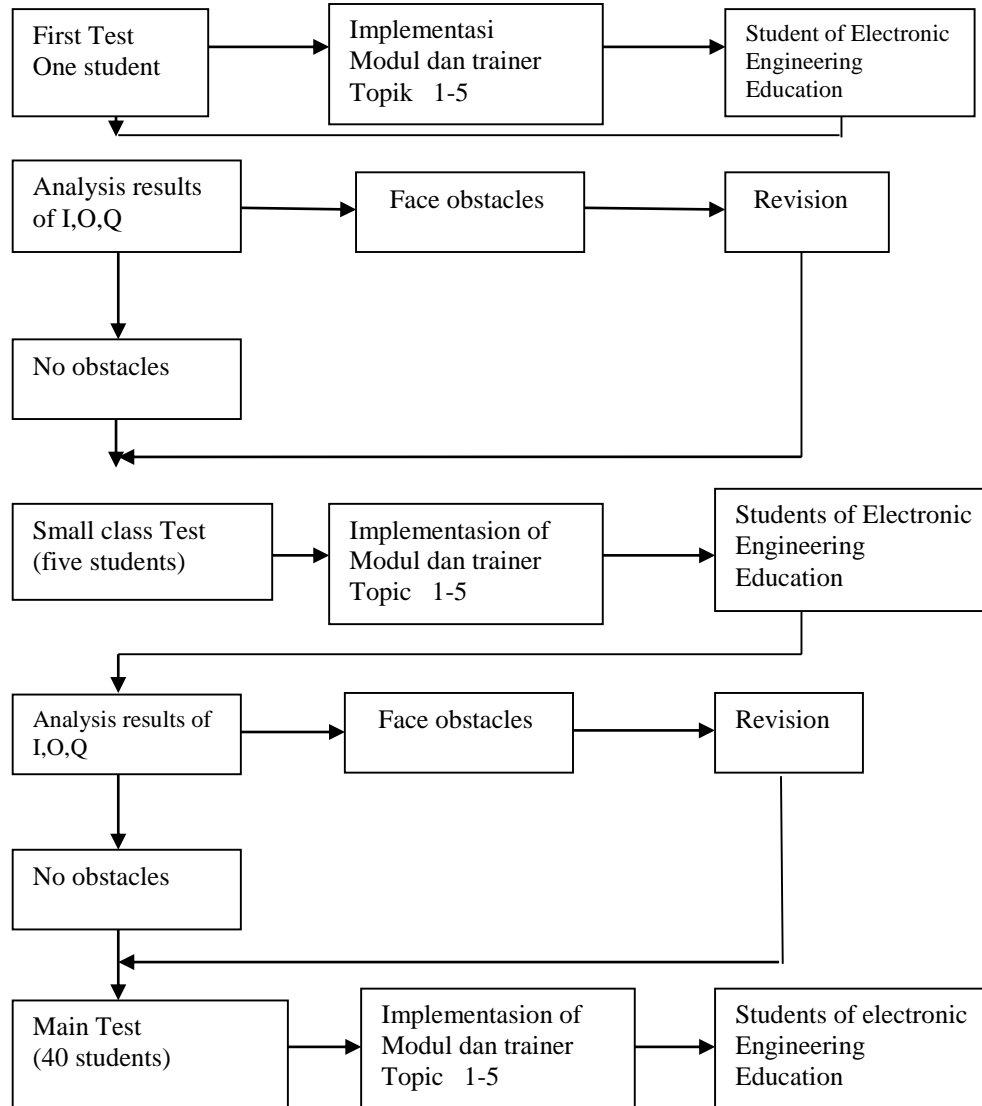 First Test
One student
Implementasi
Modul dan trainer
Topik 1-5
Student of Electronic
Engineering
Education
Analysis results
of I,O,Q
Face obstacles
Revision
No obstacles
Small class Test
(five students)
Implementasion of
Modul dan trainer
Topic 1-5
Students of Electronic
Engineering
Education
Analysis results of
I,O,Q
Face obstacles
Revision
No obstacles
Main Test
(40 students)
Implementasion of
Modul dan trainer
Topic 1-5
Students of electronic
Engineering
Education